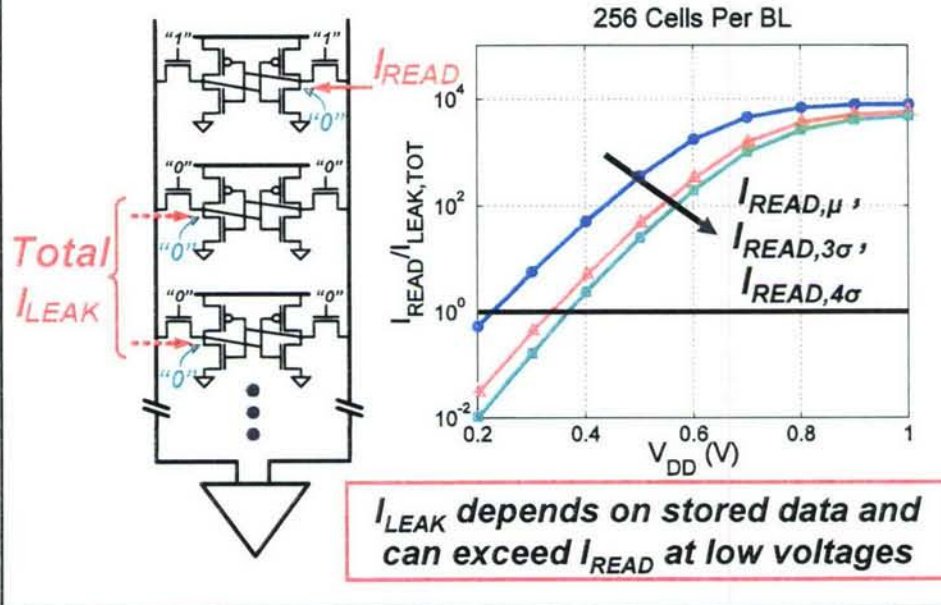 256 Cells Per BL
"1"
"1"
I_READ
"0"
"0"
"0"
"0"
Total
I_LEAK
"0"
"0"
"0"
I_READ/I_LEAK,TOT
10^4
10^2
10^0
10^-2
I_READ,μ,
I_READ,3σ,
I_READ,4σ
0.2
0.4
0.6
0.8
1
V_DD (V)
I_LEAK depends on stored data and
can exceed I_READ at low voltages